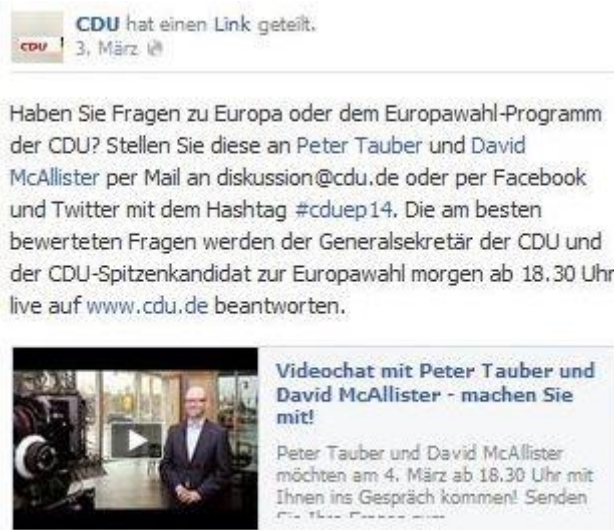 CDU hat einen Link geteilt.
CDU
3. März
Haben Sie Fragen zu Europa oder dem Europawahl-Programm
der CDU? Stellen Sie diese an Peter Tauber und David
McAllister per Mail an diskussion@cdu.de oder per Facebook
und Twitter mit dem Hashtag #cduep14. Die am besten
bewerteten Fragen werden der Generalsekretär der CDU und
der CDU-Spitzenkandidat zur Europawahl morgen ab 18.30 Uhr
live auf www.cdu.de beantworten.
Videochat mit Peter Tauber und
David McAllister - machen Sie
mit!
Peter Tauber und David McAllister
möchten am 4. März ab 18.30 Uhr mit
Ihnen ins Gespräch kommen! Senden